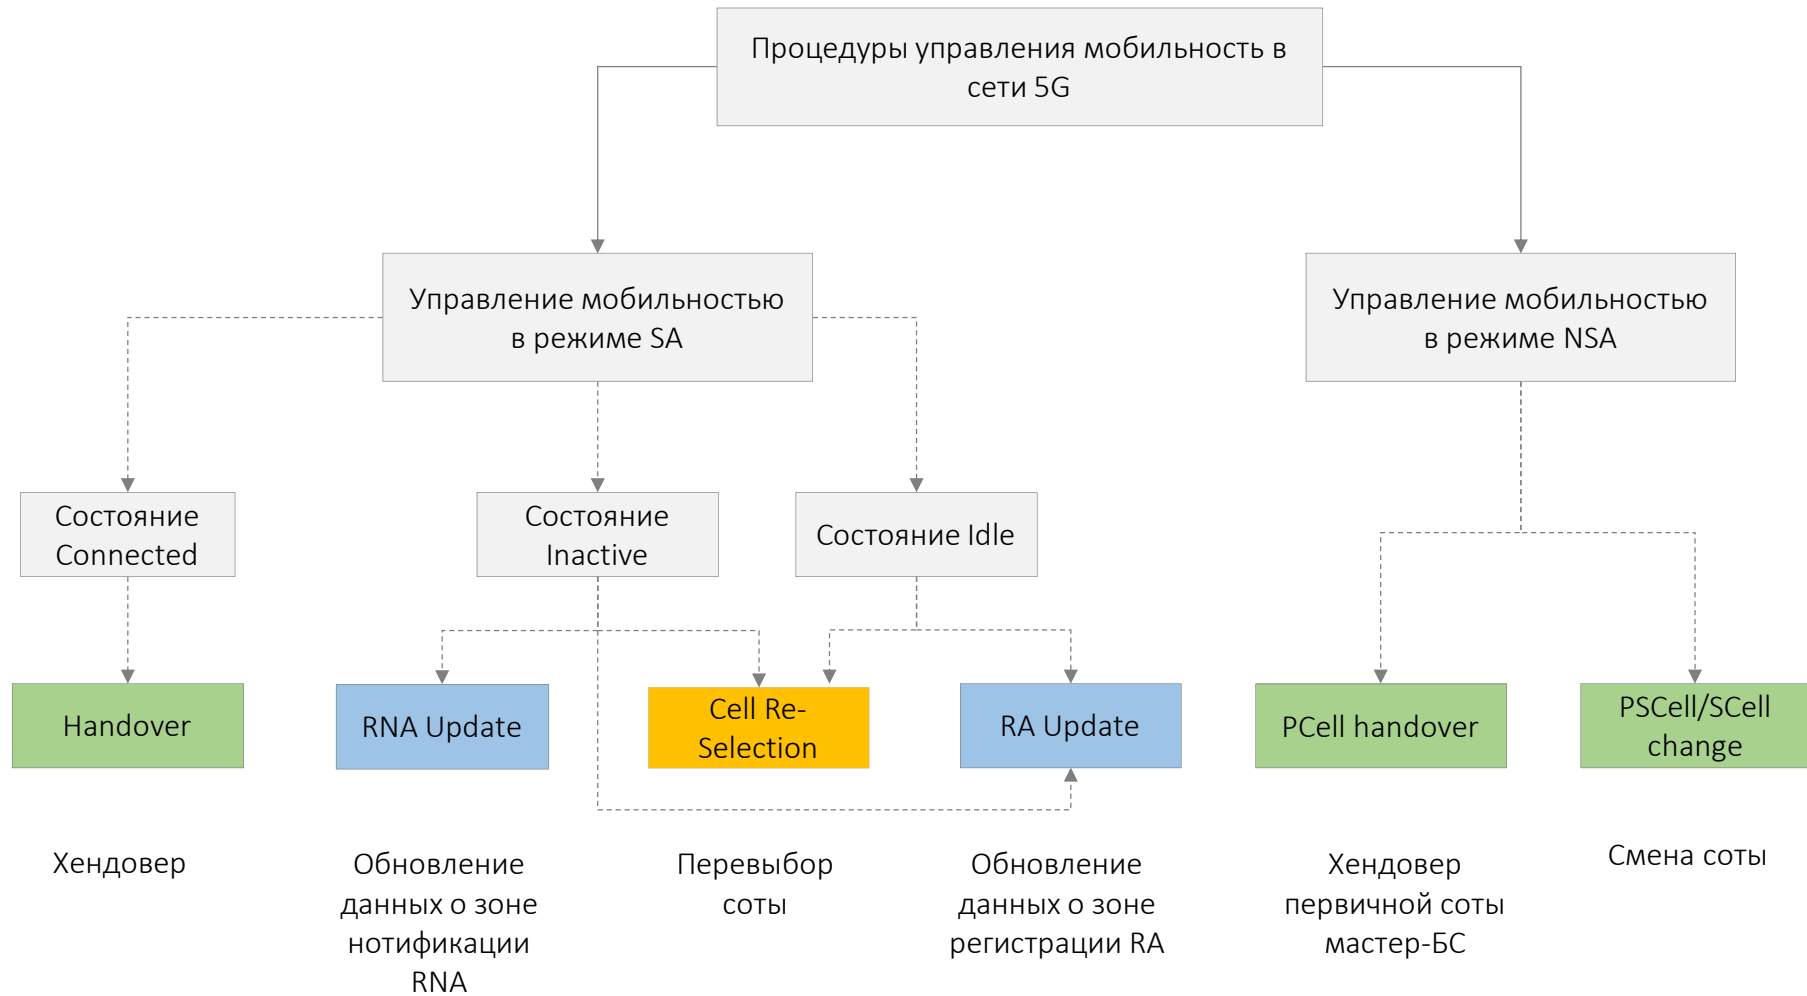 Процедуры управления мобильность в
сети 5G
Управление мобильностью
в режиме SA
Управление мобильностью
в режиме NSA
Состояние
Connected
Состояние
Inactive
Состояние Idle
Handover
RNA Update
Cell Re-
Selection
RA Update
PCell handover
PSCell/SCell
change
Хендовер
Обновление
данных о зоне
нотификации
RNA
Перевыбор
соты
Обновление
данных о зоне
регистрации RA
Хендовер
первичной соты
мастер-БС
Смена соты